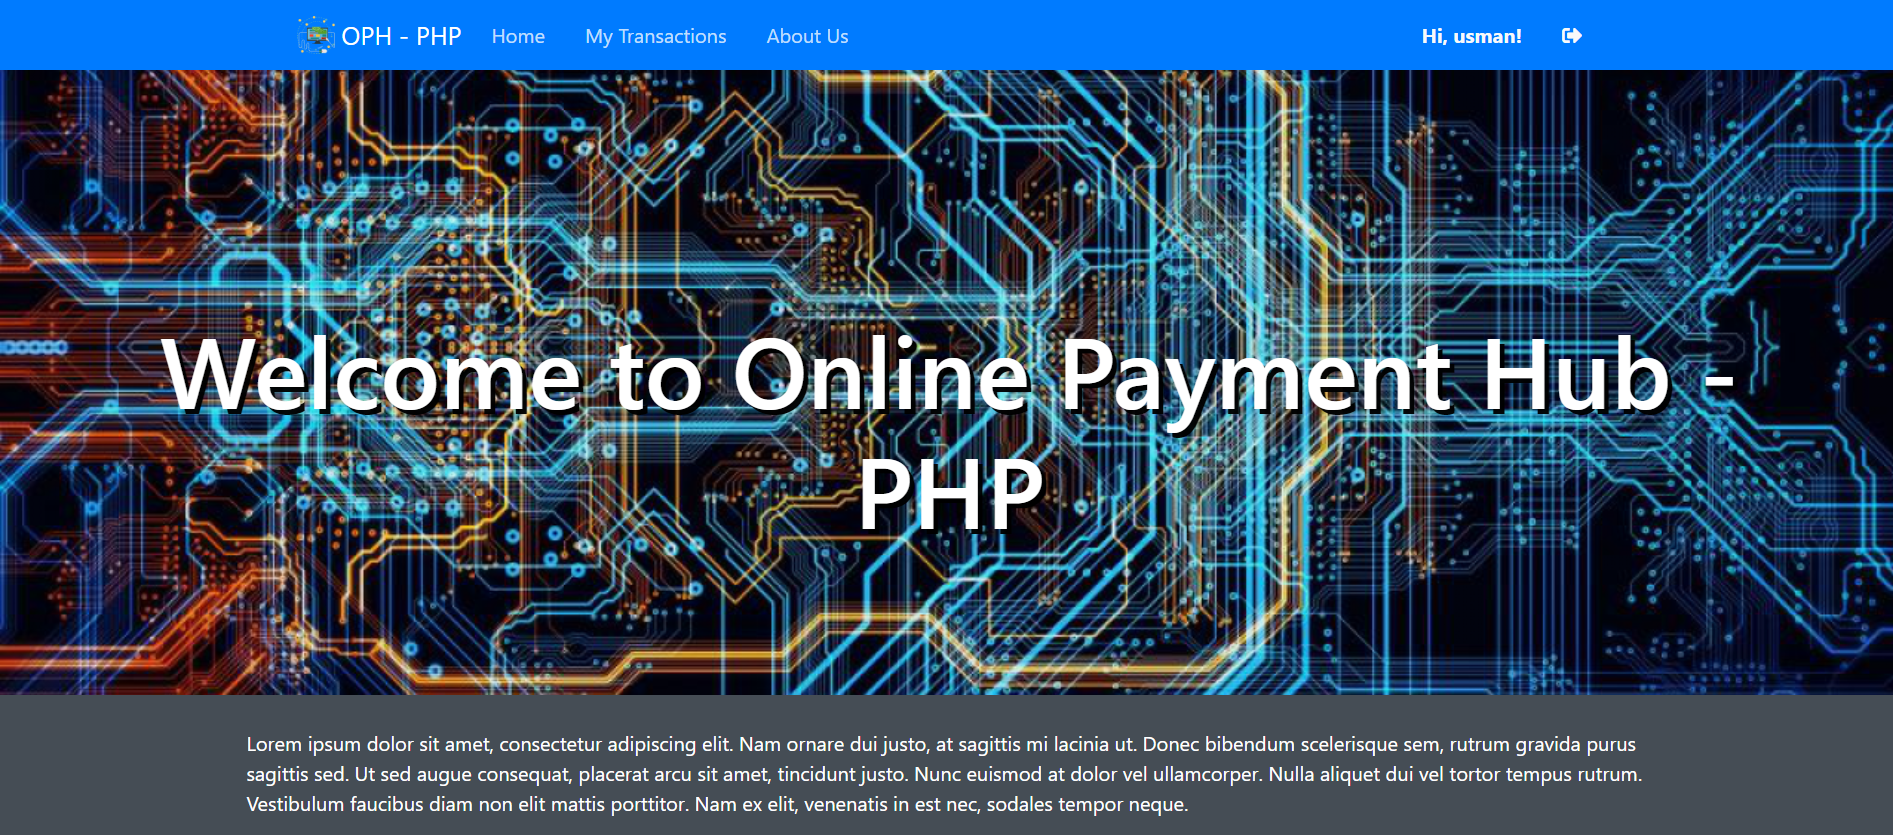 OPH - PHP Home My Transactions About Us Hi, usman!
Welcome to Online Payment Hub -
PHP
Lorem ipsum dolor sit amet, consectetur adipiscing elit. Nam ornare dui justo, at sagittis mi lacinia ut. Donec bibendum scelerisque sem, rutrum gravida purus
sagittis sed. Ut sed augue consequat, placerat arcu sit amet, tincidunt justo. Nunc euismod at dolor vel ullamcorper. Nulla aliquet dui vel tortor tempus rutrum.
Vestibulum faucibus diam non elit mattis porttitor. Nam ex elit, venenatis in est nec, sodales tempor neque.